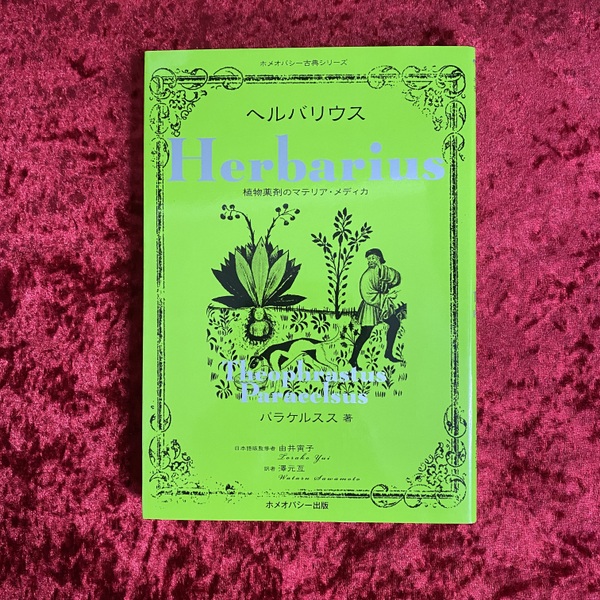 ホメオパシー古典シリーズ
ヘルバリウス
Herbarius
植物薬剤のマテリア・メディカ
Theophrastus
Paracelsus
パラケルスス 著
日本語版監修者 由井寅子
Torako Yui
訳者 澤元亙
Wataru Sawamoto
ホメオパシー出版